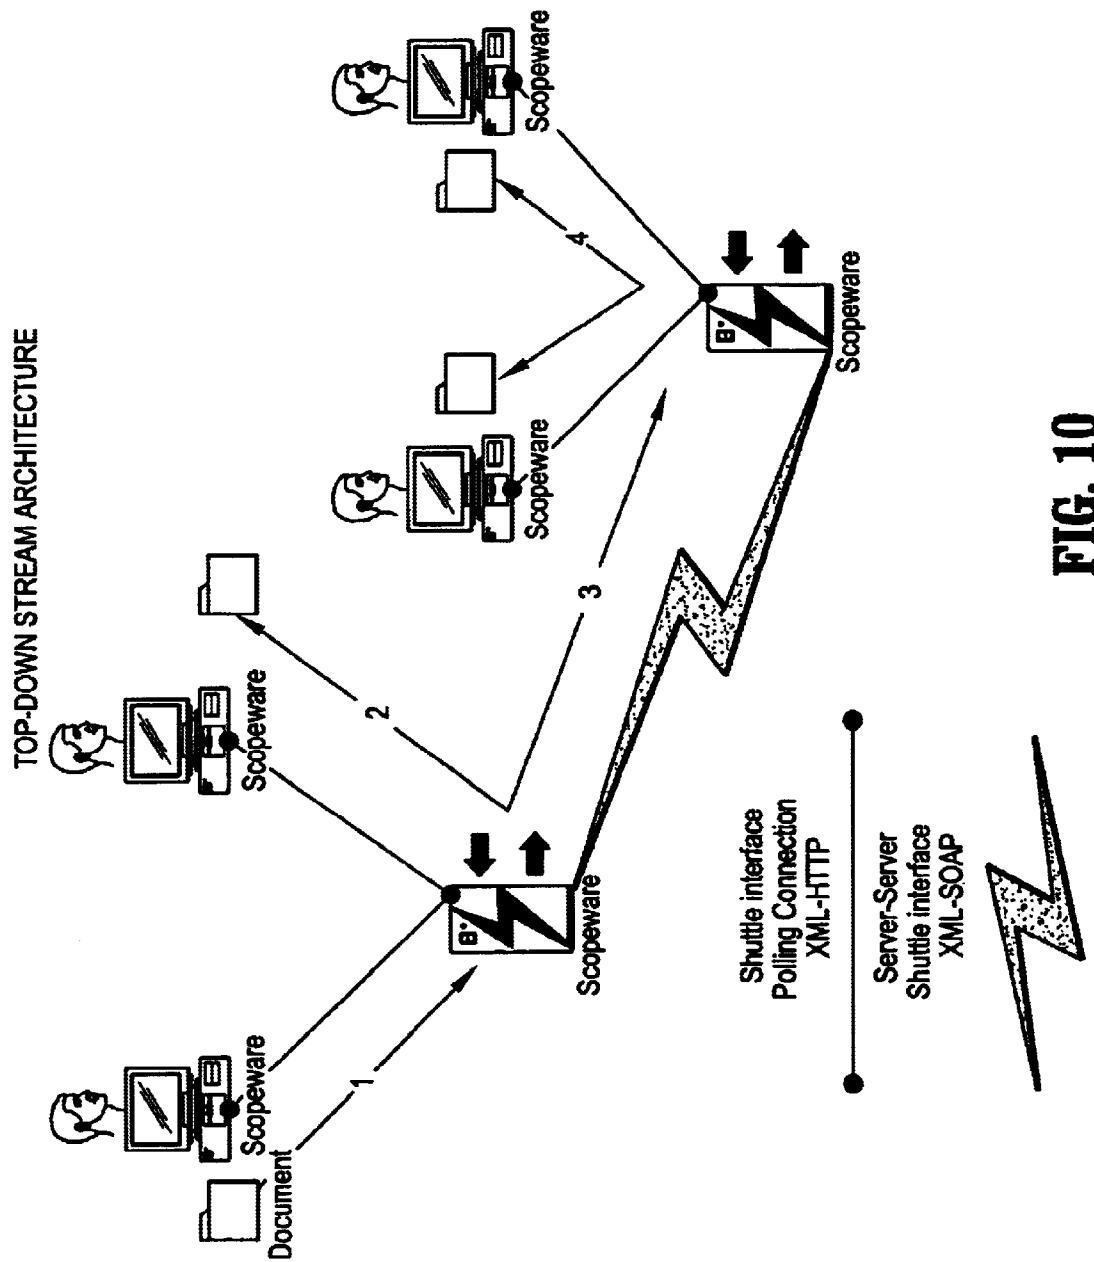 TOP-DOWN STREAM ARCHITECTURE
Document
Scopeware
Scopeware
Scopeware
Scopeware
1
2
3
4
Scopeware
Scopeware
Shuttle interface
Polling Connection
XML-HTTP
Server-Server
Shuttle interface
XML-SOAP
FIG. 10